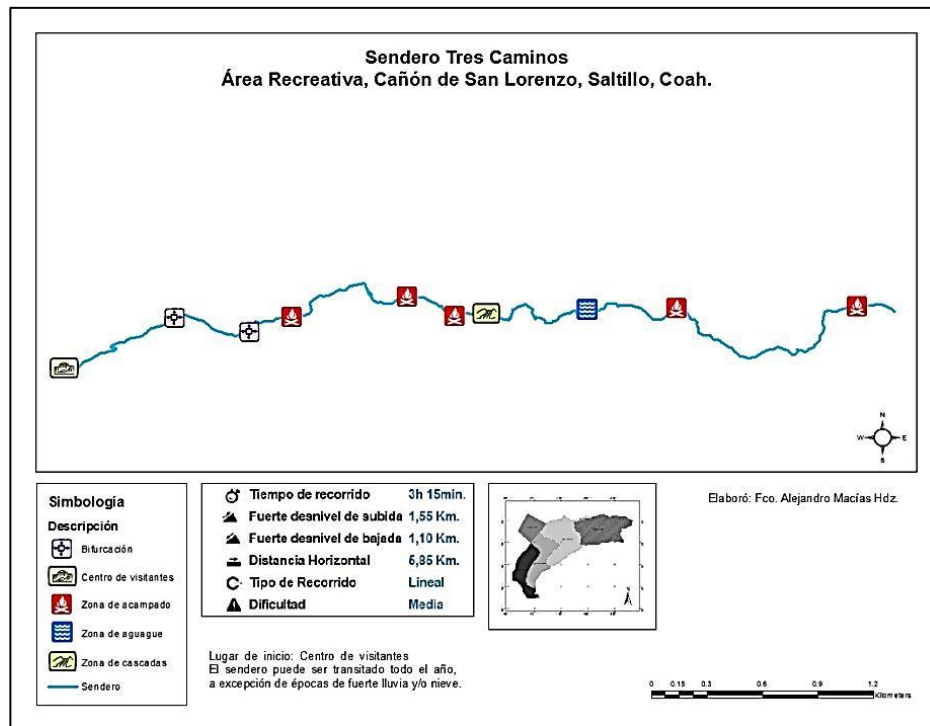 Sendero Tres Caminos
Área Recreativa, Cañón de San Lorenzo, Saltillo, Coah.
N
W
E
S
Simbología
Descripción
Bifurcación
Centro de visitantes
Zona de acampado
Zona de aguague
Zona de cascadas
Sendero
Tiempo de recorrido 3h 15min.
Fuerte desnivel de subida 1,55 Km.
Fuerte desnivel de bajada 1,10 Km.
Distancia Horizontal 5,85 Km.
Tipo de Recorrido Lineal
Dificultad Media
Lugar de inicio: Centro de visitantes
El sendero puede ser transitado todo el año,
a excepción de épocas de fuerte lluvia y/o nieve.
N
Elaboró: Fco. Alejandro Macías Hdz.
0 0.15 0.3 0.6 0.9 1.2
Kilometers